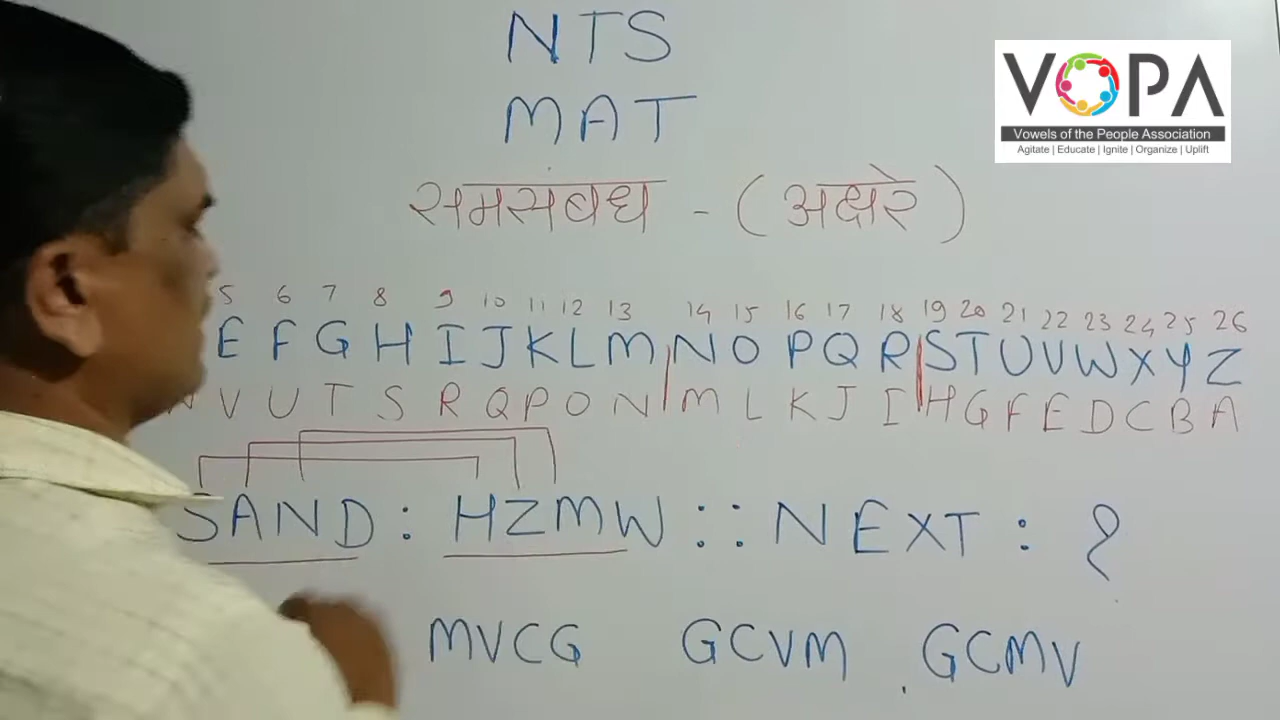 NTS
MAT
VOPA
Vowels of the People Association
Agitate | Educate | Ignite | Organize | Uplift
समसंबध - (अक्षरे)
5 6 7 8 9 10 11 12 13 14 15 16 17 18 19 20 21 22 23 24 25 26
E F G H I J K L M N O P Q R S T U V W X Y Z
V U T S R Q P O N M L K J I H G F E D C B A
SAND : HZMW :: NEXT : ?
MVCG GCVM GCMV